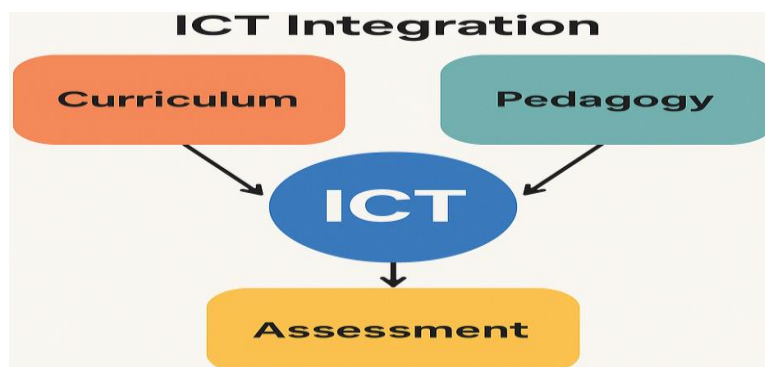 ICT Integration
Curriculum
Pedagogy
ICT
Assessment